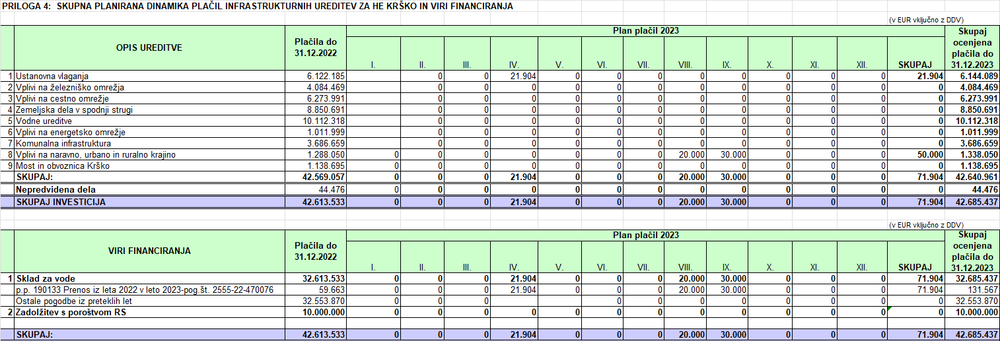 PRILOGA 4: SKUPNA PLANIRANA DINAMIKA PLAČIL INFRASTRUKTURNIH UREDITEV ZA HE KRŠKO IN VIRI FINANCIRANJA
(v EUR vključno z DDV)
OPIS UREDITVE Plačila do 31.12.2022 Plan plačil 2023 Skupaj ocenjena plačila do 31.12.2023
I. II. III. IV. V. VI. VII. VIII. IX. X. XI. XII. SKUPAJ
1 Ustanovna vlaganja 6.122.185 0 0 21.904 0 0 0 0 0 0 0 0 21.904 6.144.089
2 Vplivi na železniško omrežja 4.084.469 0 0 0 0 0 0 0 0 0 0 0 0 4.084.469
3 Vplivi na cestno omrežje 6.273.991 0 0 0 0 0 0 0 0 0 0 0 0 6.273.991
4 Zemeljska dela v spodnji strugi 8.850.691 0 0 0 0 0 0 0 0 0 0 0 0 8.850.691
5 Vodne ureditve 10.112.318 0 0 0 0 0 0 0 0 0 0 0 0 10.112.318
6 Vplivi na energetsko omrežje 1.011.999 0 0 0 0 0 0 0 0 0 0 0 0 1.011.999
7 Komunalna infrastruktura 3.686.659 0 0 0 0 0 0 0 0 0 0 0 0 3.686.659
8 Vplivi na naravno, urbano in ruralno krajino 1.288.050 0 0 0 0 0 0 0 20.000 30.000 0 0 0 50.000 1.338.050
9 Most in obvoznica Krško 1.138.695 0 0 0 0 0 0 0 0 0 0 0 0 0 1.138.695
SKUPAJ: 42.569.057 0 0 0 21.904 0 0 0 20.000 30.000 0 0 0 71.904 42.640.961
Nepredvidena dela 44.476 0 0 0 0 0 0 0 0 0 0 0 0 0 44.476
SKUPAJ INVESTICIJA 42.613.533 0 0 0 21.904 0 0 0 20.000 30.000 0 0 0 71.904 42.685.437
(v EUR vključno z DDV)
VIRI FINANCIRANJA Plačila do 31.12.2022 Plan plačil 2023 Skupaj ocenjena plačila do 31.12.2023
I. II. III. IV. V. VI. VII. VIII. IX. X. XI. XII. SKUPAJ
1 Sklad za vode 32.613.533 0 0 0 21.904 0 0 0 20.000 30.000 0 0 0 71.904 32.685.437
p.p. 190133 Prenos iz leta 2022 v leto 2023-pog.št. 2555-22-470076 59.663 0 0 0 21.904 0 0 0 20.000 30.000 0 0 0 71.904 131.567
Ostale pogodbe iz preteklih let 32.553.870 0 0 0 0 0 0 0 0 0 0 0 32.553.870
2 Zadolžitev s poroštvom RS 10.000.000 0 0 0 0 0 0 0 0 0 0 0 0 0 10.000.000
SKUPAJ: 42.613.533 0 0 0 21.904 0 0 0 20.000 30.000 0 0 0 71.904 42.685.437